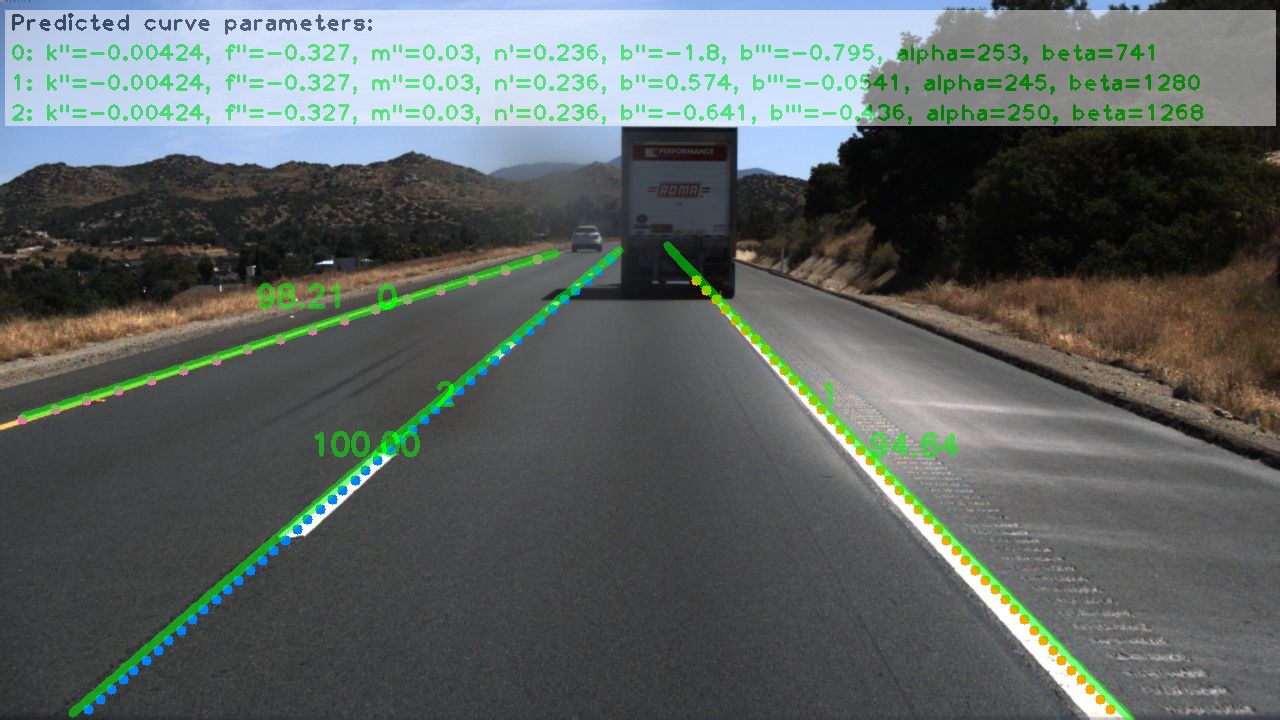 Predicted curve parameters:
0: k''=-0.00424, f''=-0.327, m''=0.03, n'=0.236, b''=-1.8, b'''=-0.795, alpha=253, beta=741
1: k''=-0.00424, f''=-0.327, m''=0.03, n'=0.236, b''=0.574, b'''=-0.0541, alpha=245, beta=1280
2: k''=-0.00424, f''=-0.327, m''=0.03, n'=0.236, b''=-0.641, b'''=-0.436, alpha=250, beta=1268
PERFORMANCE
ROMA
98.21 0
2
1
100.00
94.64